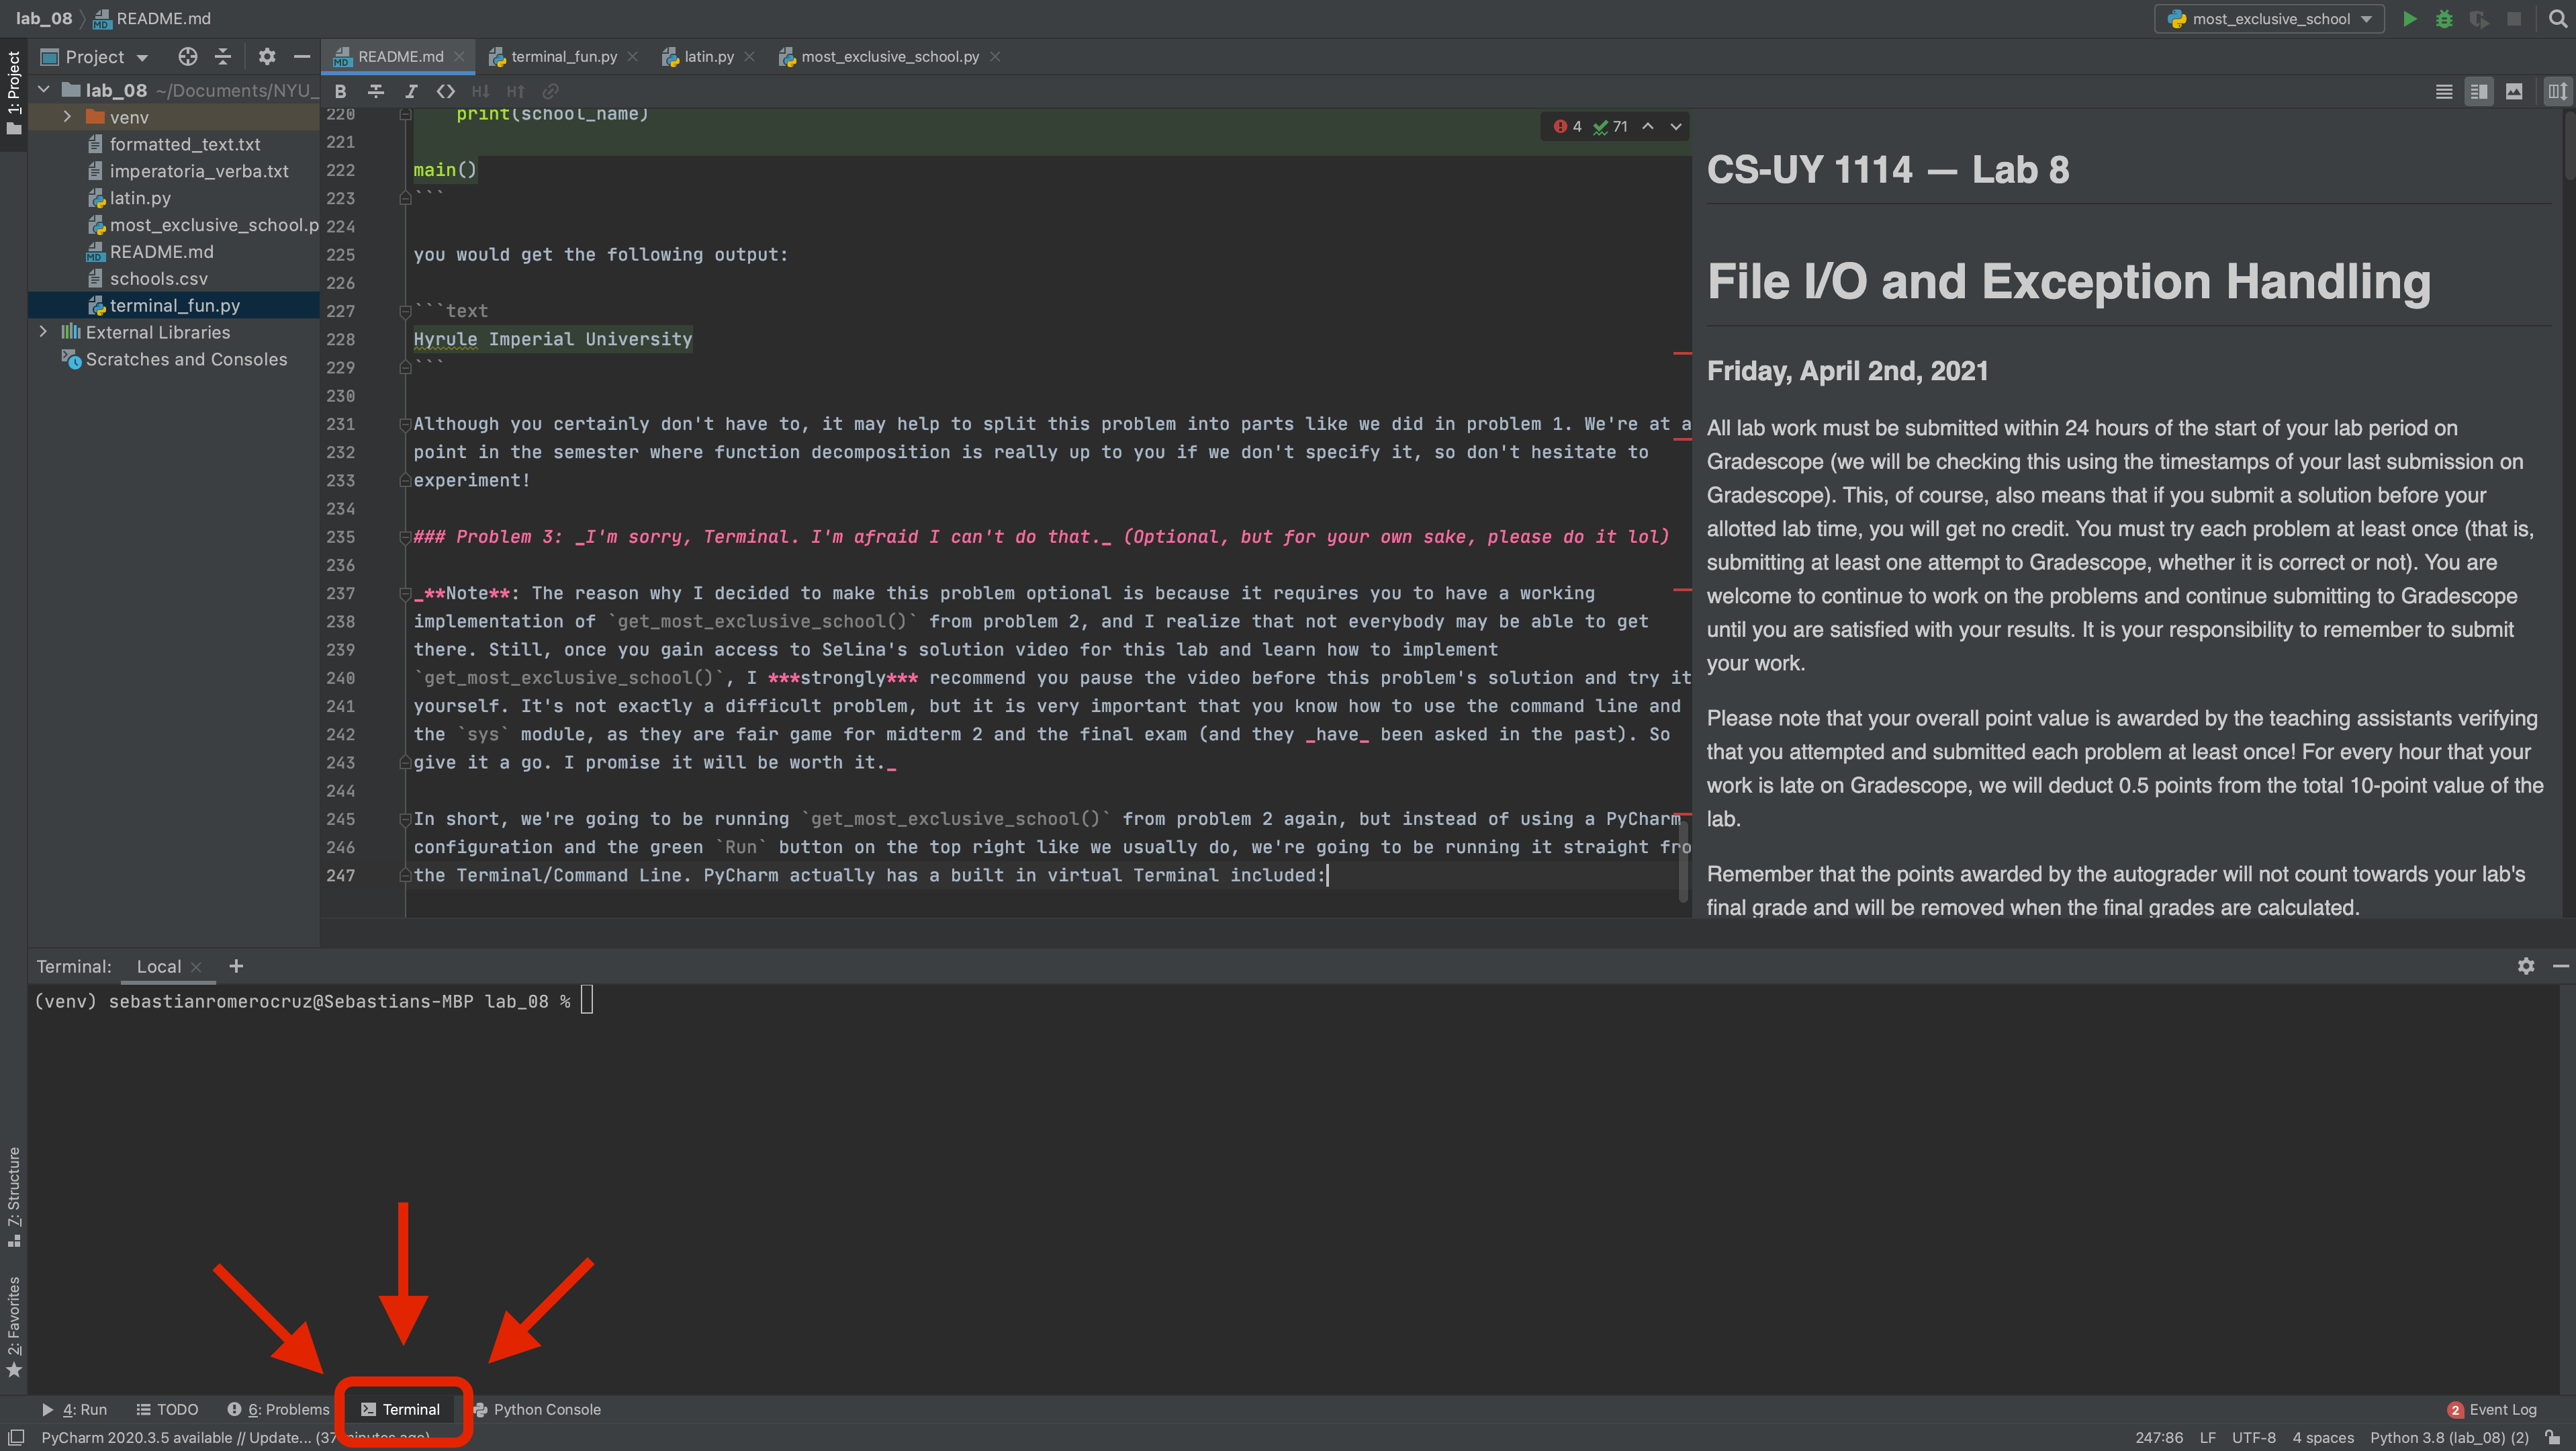 lab_08 README.md
most_exclusive_school
1: Project
Project
README.md
terminal_fun.py
latin.py
most_exclusive_school.py
lab_08 ~/Documents/NYU_
venv
formatted_text.txt
imperatoria_verba.txt
latin.py
most_exclusive_school.p
README.md
schools.csv
terminal_fun.py
External Libraries
Scratches and Consoles
B I <> H↓ H↑
4 71
220 print(school_name)
221
222 main()
223 ```
224
225 you would get the following output:
226
227 ```text
228 Hyrule Imperial University
229 ```
230
231 Although you certainly don't have to, it may help to split this problem into parts like we did in problem 1. We're at a
232 point in the semester where function decomposition is really up to you if we don't specify it, so don't hesitate to
233 experiment!
234
235 ### Problem 3: _I'm sorry, Terminal. I'm afraid I can't do that._ (Optional, but for your own sake, please do it lol)
236
237 _**Note**: The reason why I decided to make this problem optional is because it requires you to have a working
238 implementation of `get_most_exclusive_school()` from problem 2, and I realize that not everybody may be able to get
239 there. Still, once you gain access to Selina's solution video for this lab and learn how to implement
240 `get_most_exclusive_school()`, I ***strongly*** recommend you pause the video before this problem's solution and try it
241 yourself. It's not exactly a difficult problem, but it is very important that you know how to use the command line and
242 the `sys` module, as they are fair game for midterm 2 and the final exam (and they _have_ been asked in the past). So
243 give it a go. I promise it will be worth it._
244
245 In short, we're going to be running `get_most_exclusive_school()` from problem 2 again, but instead of using a PyCharm
246 configuration and the green `Run` button on the top right like we usually do, we're going to be running it straight fro
247 the Terminal/Command Line. PyCharm actually has a built in virtual Terminal included:
CS-UY 1114 — Lab 8
File I/O and Exception Handling
Friday, April 2nd, 2021
All lab work must be submitted within 24 hours of the start of your lab period on
Gradescope (we will be checking this using the timestamps of your last submission on
Gradescope). This, of course, also means that if you submit a solution before your
allotted lab time, you will get no credit. You must try each problem at least once (that is,
submitting at least one attempt to Gradescope, whether it is correct or not). You are
welcome to continue to work on the problems and continue submitting to Gradescope
until you are satisfied with your results. It is your responsibility to remember to submit
your work.
Please note that your overall point value is awarded by the teaching assistants verifying
that you attempted and submitted each problem at least once! For every hour that your
work is late on Gradescope, we will deduct 0.5 points from the total 10-point value of the
lab.
Remember that the points awarded by the autograder will not count towards your lab's
final grade and will be removed when the final grades are calculated.
Terminal: Local +
(venv) sebastianromerocruz@Sebastians-MBP lab_08 %
7: Structure
2: Favorites
4: Run
TODO
6: Problems
Terminal
Python Console
2 Event Log
PyCharm 2020.3.5 available // Update... (37 minutes ago)
247:86 LF UTF-8 4 spaces Python 3.8 (lab_08) (2)